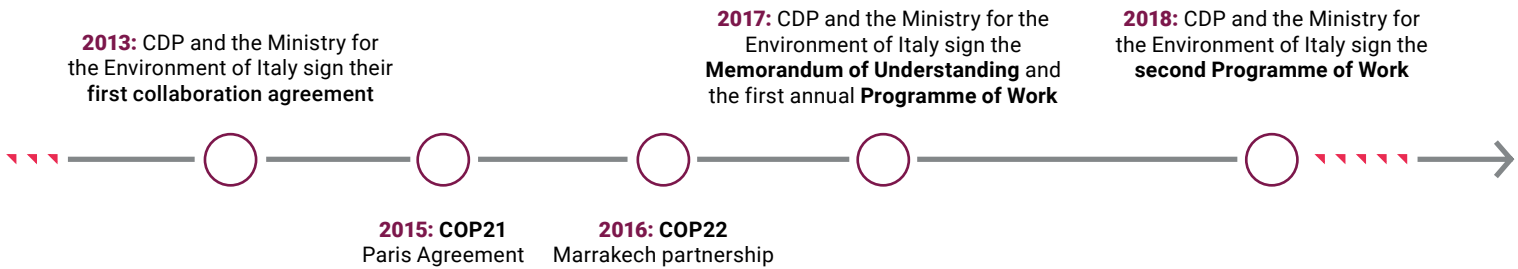 2013: CDP and the Ministry for
the Environment of Italy sign their
first collaboration agreement
2015: COP21
Paris Agreement
2016: COP22
Marrakech partnership
2017: CDP and the Ministry for the
Environment of Italy sign the
Memorandum of Understanding and
the first annual Programme of Work
2018: CDP and the Ministry for
the Environment of Italy sign the
second Programme of Work